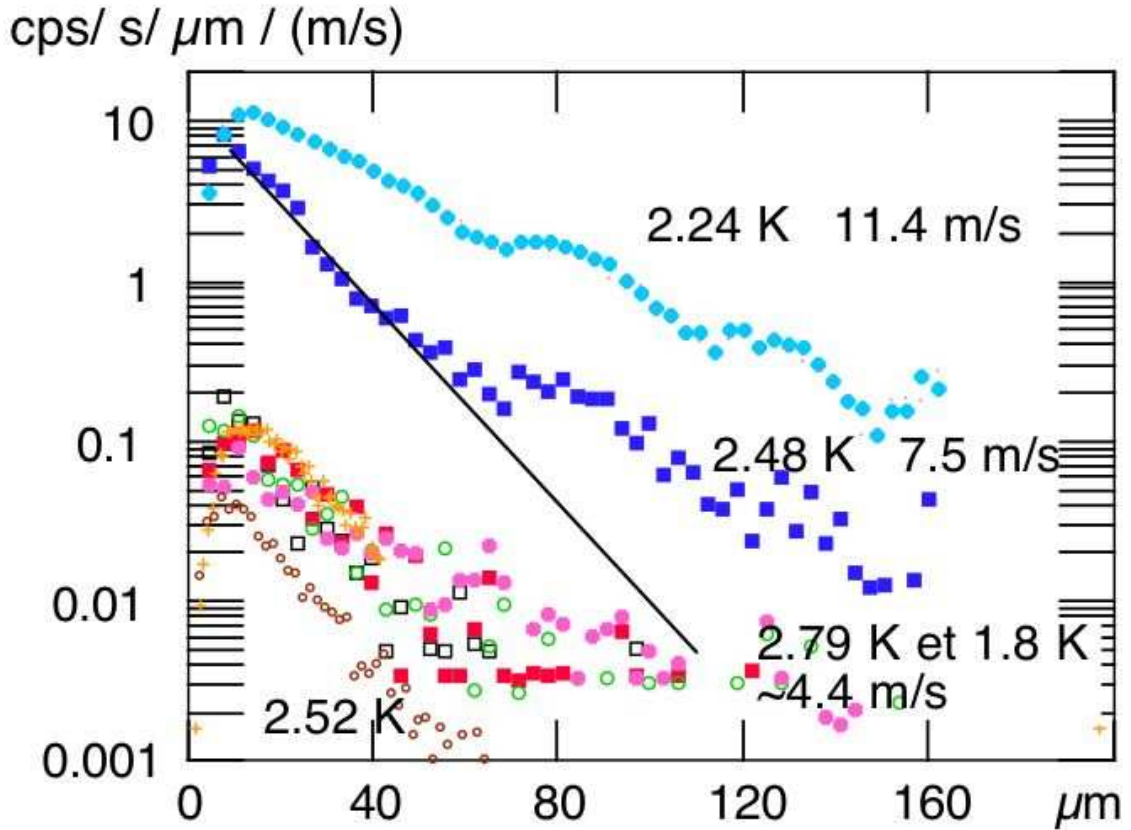 cps/ s/ µm / (m/s)
10
2.24 K 11.4 m/s
1
0.1
2.48 K 7.5 m/s
0.01
2.79 K et 1.8 K
~4.4 m/s
2.52 K
0.001
0 40 80 120 160 µm